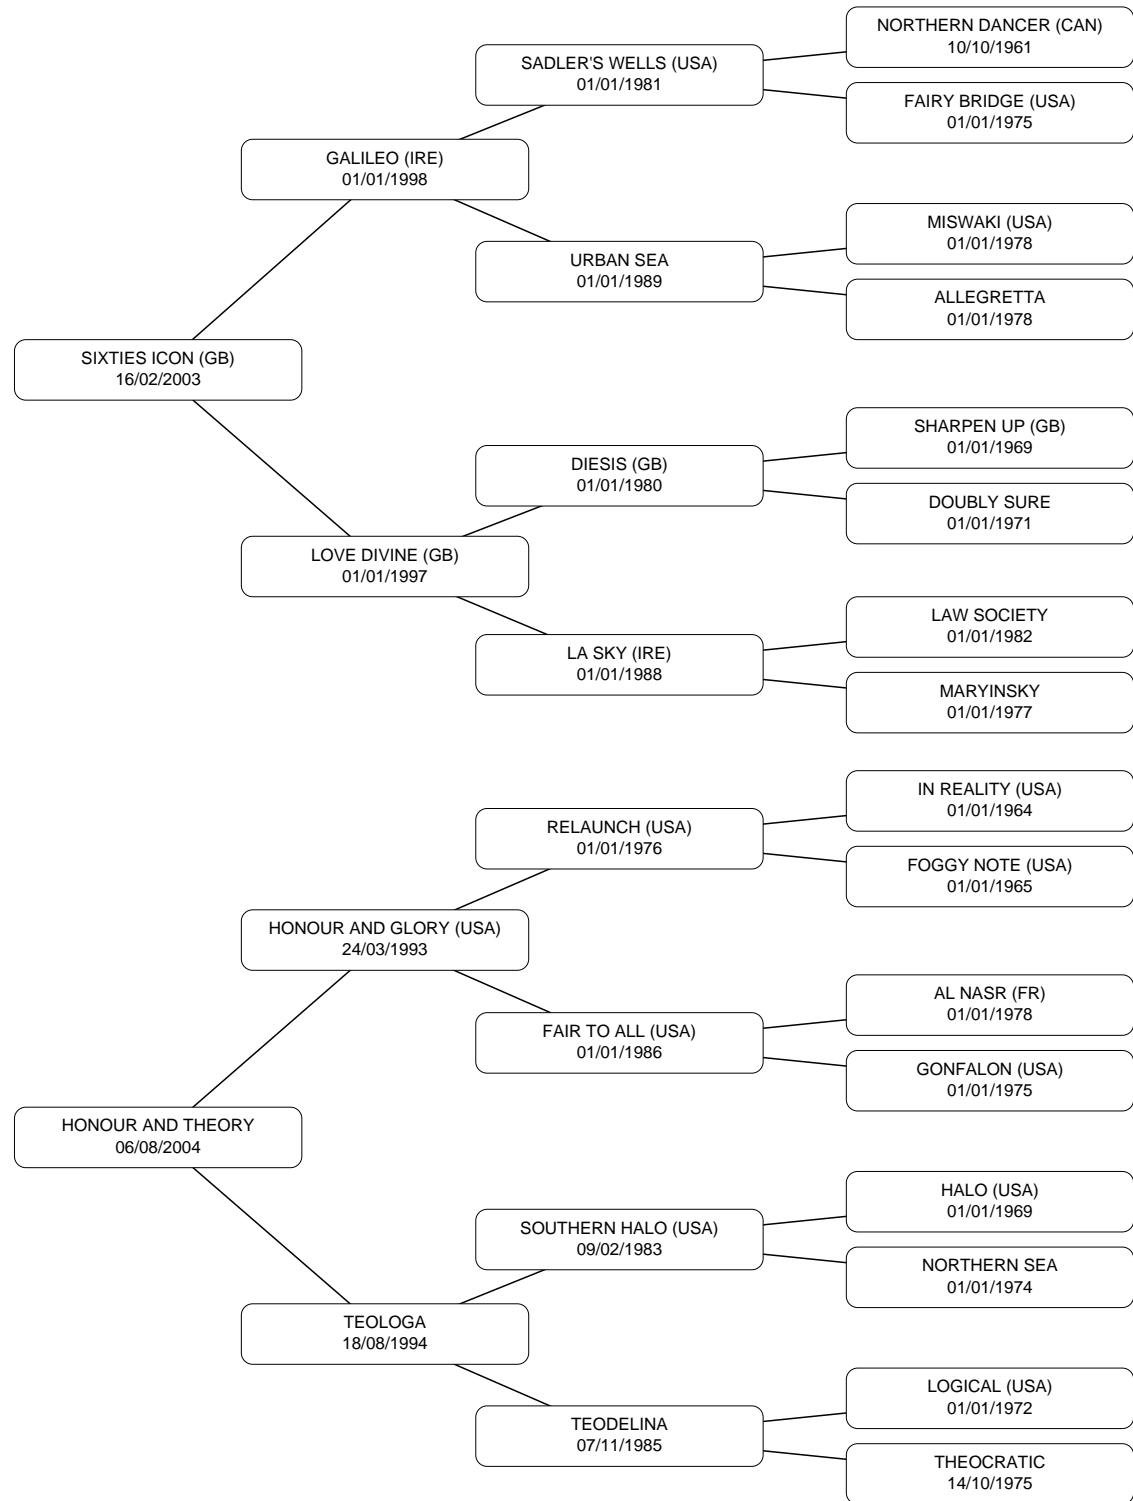 NORTHERN DANCER (CAN)
10/10/1961
SADLER'S WELLS (USA)
01/01/1981
FAIRY BRIDGE (USA)
01/01/1975
GALILEO (IRE)
01/01/1998
MISWAKI (USA)
01/01/1978
URBAN SEA
01/01/1989
ALLEGRETTA
01/01/1978
SIXTIES ICON (GB)
16/02/2003
SHARPEN UP (GB)
01/01/1969
DIESIS (GB)
01/01/1980
DOUBLY SURE
01/01/1971
LOVE DIVINE (GB)
01/01/1997
LAW SOCIETY
01/01/1982
LA SKY (IRE)
01/01/1988
MARYINSKY
01/01/1977
IN REALITY (USA)
01/01/1964
RELAUNCH (USA)
01/01/1976
FOGGY NOTE (USA)
01/01/1965
HONOUR AND GLORY (USA)
24/03/1993
AL NASR (FR)
01/01/1978
FAIR TO ALL (USA)
01/01/1986
GONFALON (USA)
01/01/1975
HONOUR AND THEORY
06/08/2004
HALO (USA)
01/01/1969
SOUTHERN HALO (USA)
09/02/1983
NORTHERN SEA
01/01/1974
TEOLOGA
18/08/1994
LOGICAL (USA)
01/01/1972
TEODELINA
07/11/1985
THEOCRATIC
14/10/1975